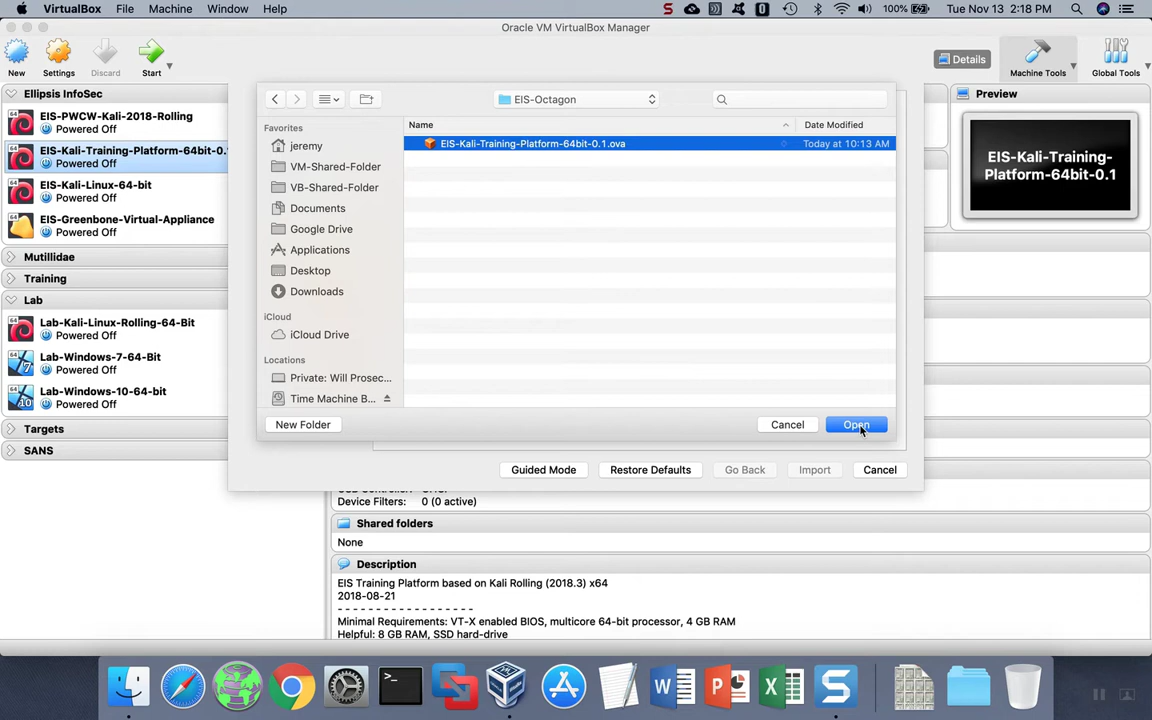 VirtualBox File Machine Window Help 100% Tue Nov 13 2:18 PM
Oracle VM VirtualBox Manager
New Settings Discard Start Details Machine Tools Global Tools
Ellipsis InfoSec
EIS-PWCW-Kali-2018-Rolling
Powered Off
EIS-Kali-Training-Platform-64bit-0.1
Powered Off
EIS-Kali-Linux-64-bit
Powered Off
EIS-Greenbone-Virtual-Appliance
Powered Off
Mutillidae
Training
Lab
Lab-Kali-Linux-Rolling-64-Bit
Powered Off
Lab-Windows-7-64-Bit
Powered Off
Lab-Windows-10-64-bit
Powered Off
Targets
SANS
EIS-Octagon
Favorites
jeremy
VM-Shared-Folder
VB-Shared-Folder
Documents
Google Drive
Applications
Desktop
Downloads
iCloud
iCloud Drive
Locations
Private: Will Prosec...
Time Machine B...
Name Date Modified
EIS-Kali-Training-Platform-64bit-0.1.ova Today at 10:13 AM
New Folder Cancel Open
Guided Mode Restore Defaults Go Back Import Cancel
Preview
EIS-Kali-Training-
Platform-64bit-0.1
Device Filters: 0 (0 active)
Shared folders
None
Description
EIS Training Platform based on Kali Rolling (2018.3) x64
2018-08-21
- - - - - - - - - - - - - - - - - -
Minimal Requirements: VT-X enabled BIOS, multicore 64-bit processor, 4 GB RAM
Helpful: 8 GB RAM, SSD hard-drive